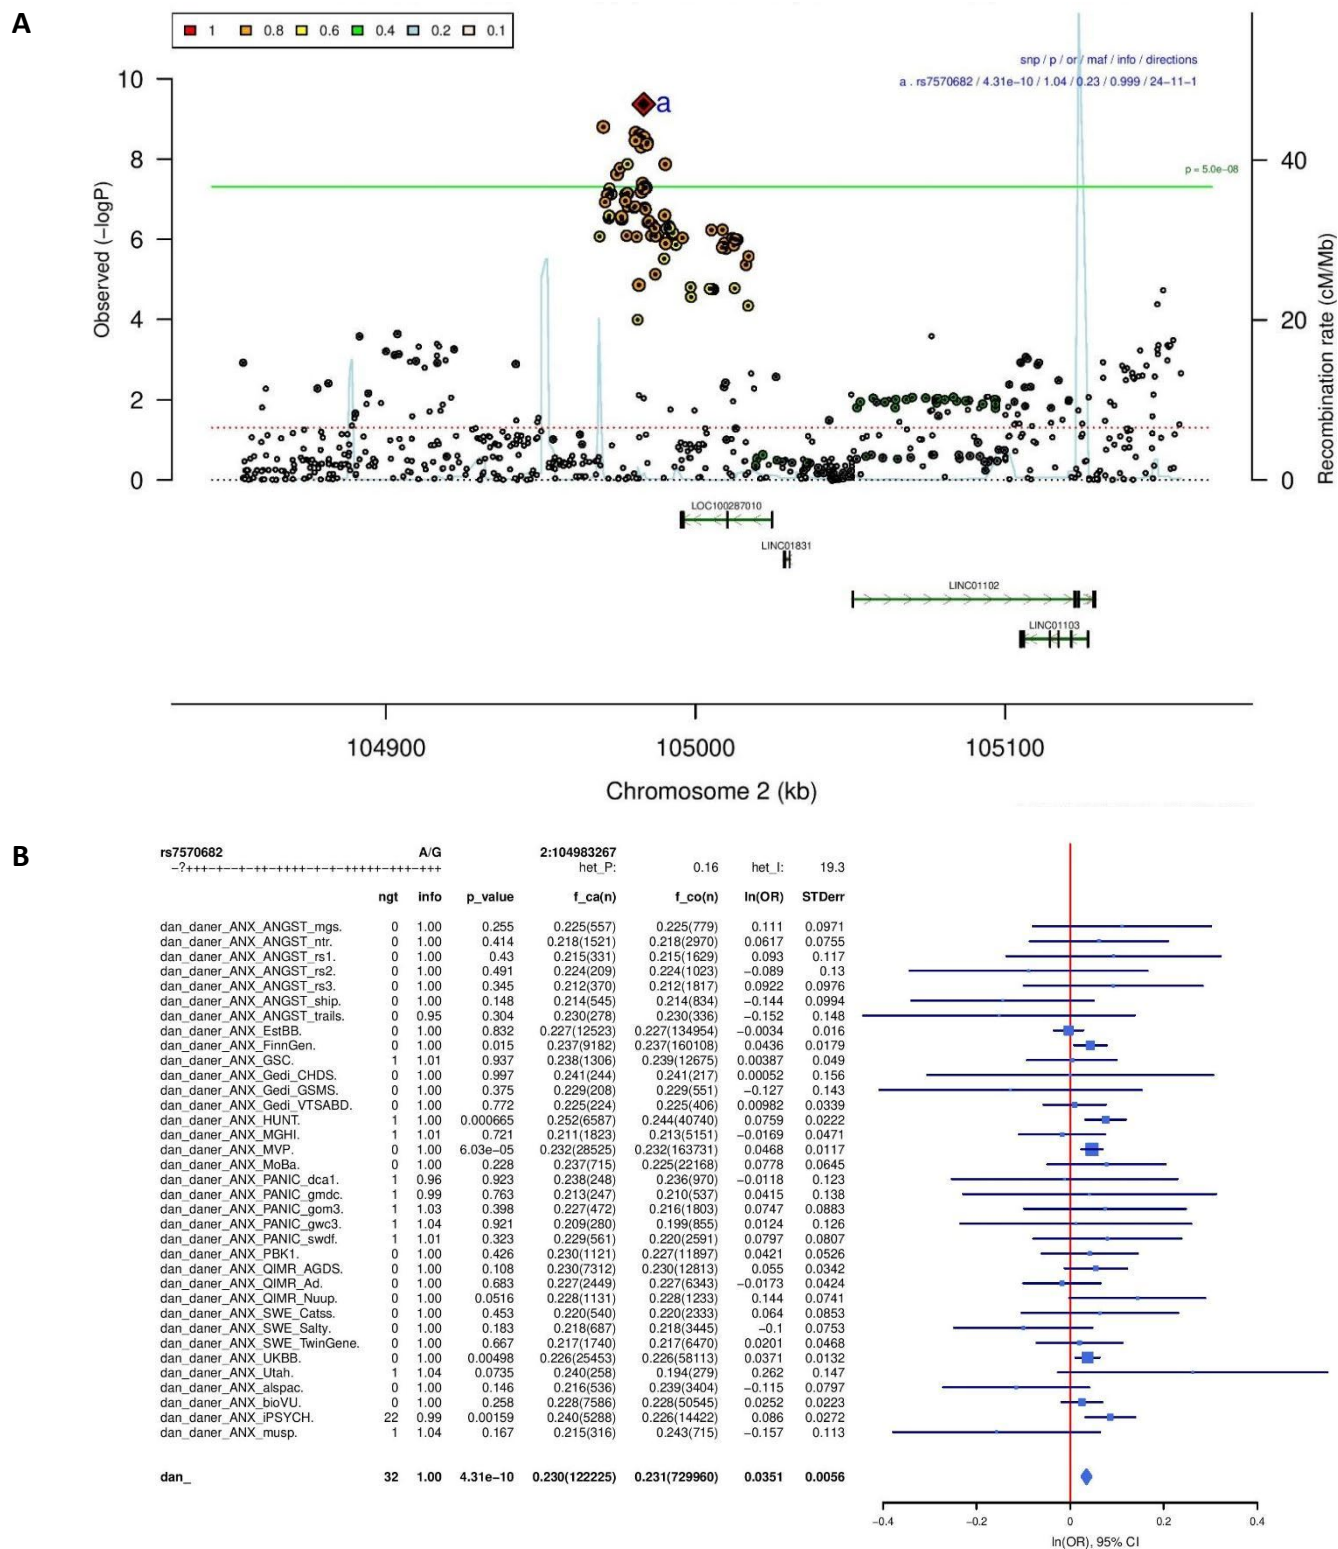 A
1 0.8 0.6 0.4 0.2 0.1
snp / p / or / maf / info / directions
a . rs7570682 / 4.31e−10 / 1.04 / 0.23 / 0.999 / 24−11−1
a
p = 5.0e−08
10
8
6
4
2
0
Observed (−logP)
40
20
0
Recombination rate (cM/Mb)
LOC100287010
LINC01831
LINC01102
LINC01103
104900 105000 105100
Chromosome 2 (kb)
B
rs7570682 A/G 2:104983267
het_P: 0.16 het_I: 19.3
ngt info p_value f_ca(n) f_co(n) ln(OR) STDerr
dan_daner_ANX_ANGST_mgs. 0 1.00 0.255 0.225(557) 0.225(779) 0.111 0.0971
dan_daner_ANX_ANGST_ntr. 0 1.00 0.414 0.218(1521) 0.218(2970) 0.0617 0.0755
dan_daner_ANX_ANGST_rs1. 0 1.00 0.43 0.215(331) 0.215(1629) 0.093 0.117
dan_daner_ANX_ANGST_rs2. 0 1.00 0.491 0.224(209) 0.224(1023) −0.089 0.13
dan_daner_ANX_ANGST_rs3. 0 1.00 0.345 0.212(370) 0.212(1817) 0.0922 0.0976
dan_daner_ANX_ANGST_ship. 0 1.00 0.148 0.214(545) 0.214(834) −0.144 0.0994
dan_daner_ANX_ANGST_trails. 0 0.95 0.304 0.230(278) 0.230(336) −0.152 0.148
dan_daner_ANX_EstBB. 0 1.00 0.832 0.227(12523) 0.227(134954) −0.0034 0.016
dan_daner_ANX_FinnGen. 0 1.00 0.015 0.237(9182) 0.237(160108) 0.0436 0.0179
dan_daner_ANX_GSC. 1 1.01 0.937 0.238(1306) 0.239(12675) 0.00387 0.049
dan_daner_ANX_Gedi_CHDS. 0 1.00 0.997 0.241(244) 0.241(217) 0.00052 0.156
dan_daner_ANX_Gedi_GSMS. 0 1.00 0.375 0.229(208) 0.229(551) −0.127 0.143
dan_daner_ANX_Gedi_VTSABD. 0 1.00 0.772 0.225(224) 0.225(406) 0.00982 0.0339
dan_daner_ANX_HUNT. 1 1.00 0.000665 0.252(6587) 0.244(40740) 0.0759 0.0222
dan_daner_ANX_MGHI. 1 1.01 0.721 0.211(1823) 0.213(5151) −0.0169 0.0471
dan_daner_ANX_MVP. 0 1.00 6.03e−05 0.232(28525) 0.232(163731) 0.0468 0.0117
dan_daner_ANX_MoBa. 0 1.00 0.228 0.237(715) 0.225(22168) 0.0778 0.0645
dan_daner_ANX_PANIC_dca1. 1 0.96 0.923 0.238(248) 0.236(970) −0.0118 0.123
dan_daner_ANX_PANIC_gmdc. 1 0.99 0.763 0.213(247) 0.210(537) 0.0415 0.138
dan_daner_ANX_PANIC_gom3. 1 1.03 0.398 0.227(472) 0.216(1803) 0.0747 0.0883
dan_daner_ANX_PANIC_gwc3. 1 1.04 0.921 0.209(280) 0.199(855) 0.0124 0.126
dan_daner_ANX_PANIC_swdf. 1 1.01 0.323 0.229(561) 0.220(2591) 0.0797 0.0807
dan_daner_ANX_PBK1. 0 1.00 0.426 0.230(1121) 0.227(11897) 0.0421 0.0526
dan_daner_ANX_QIMR_AGDS. 0 1.00 0.108 0.230(7312) 0.230(12813) 0.055 0.0342
dan_daner_ANX_QIMR_Ad. 0 1.00 0.683 0.227(2449) 0.227(6343) −0.0173 0.0424
dan_daner_ANX_QIMR_Nuup. 0 1.00 0.0516 0.228(1131) 0.228(1233) 0.144 0.0741
dan_daner_ANX_SWE_Catss. 0 1.00 0.453 0.220(540) 0.220(2333) 0.064 0.0853
dan_daner_ANX_SWE_Salty. 0 1.00 0.183 0.218(687) 0.218(3445) −0.1 0.0753
dan_daner_ANX_SWE_TwinGene. 0 1.00 0.667 0.217(1740) 0.217(6470) 0.0201 0.0468
dan_daner_ANX_UKBB. 0 1.00 0.00498 0.226(25453) 0.226(58113) 0.0371 0.0132
dan_daner_ANX_Utah. 1 1.04 0.0735 0.240(258) 0.194(279) 0.262 0.147
dan_daner_ANX_alspac. 0 1.00 0.146 0.216(536) 0.239(3404) −0.115 0.0797
dan_daner_ANX_bioVU. 0 1.00 0.258 0.228(7586) 0.228(50545) 0.0252 0.0223
dan_daner_ANX_iPSYCH. 22 0.99 0.00159 0.240(5288) 0.226(14422) 0.086 0.0272
dan_daner_ANX_musp. 1 1.04 0.167 0.215(316) 0.243(715) −0.157 0.113
dan_ 32 1.00 4.31e−10 0.230(122225) 0.231(729960) 0.0351 0.0056
−0.4 −0.2 0 0.2 0.4
ln(OR), 95% CI